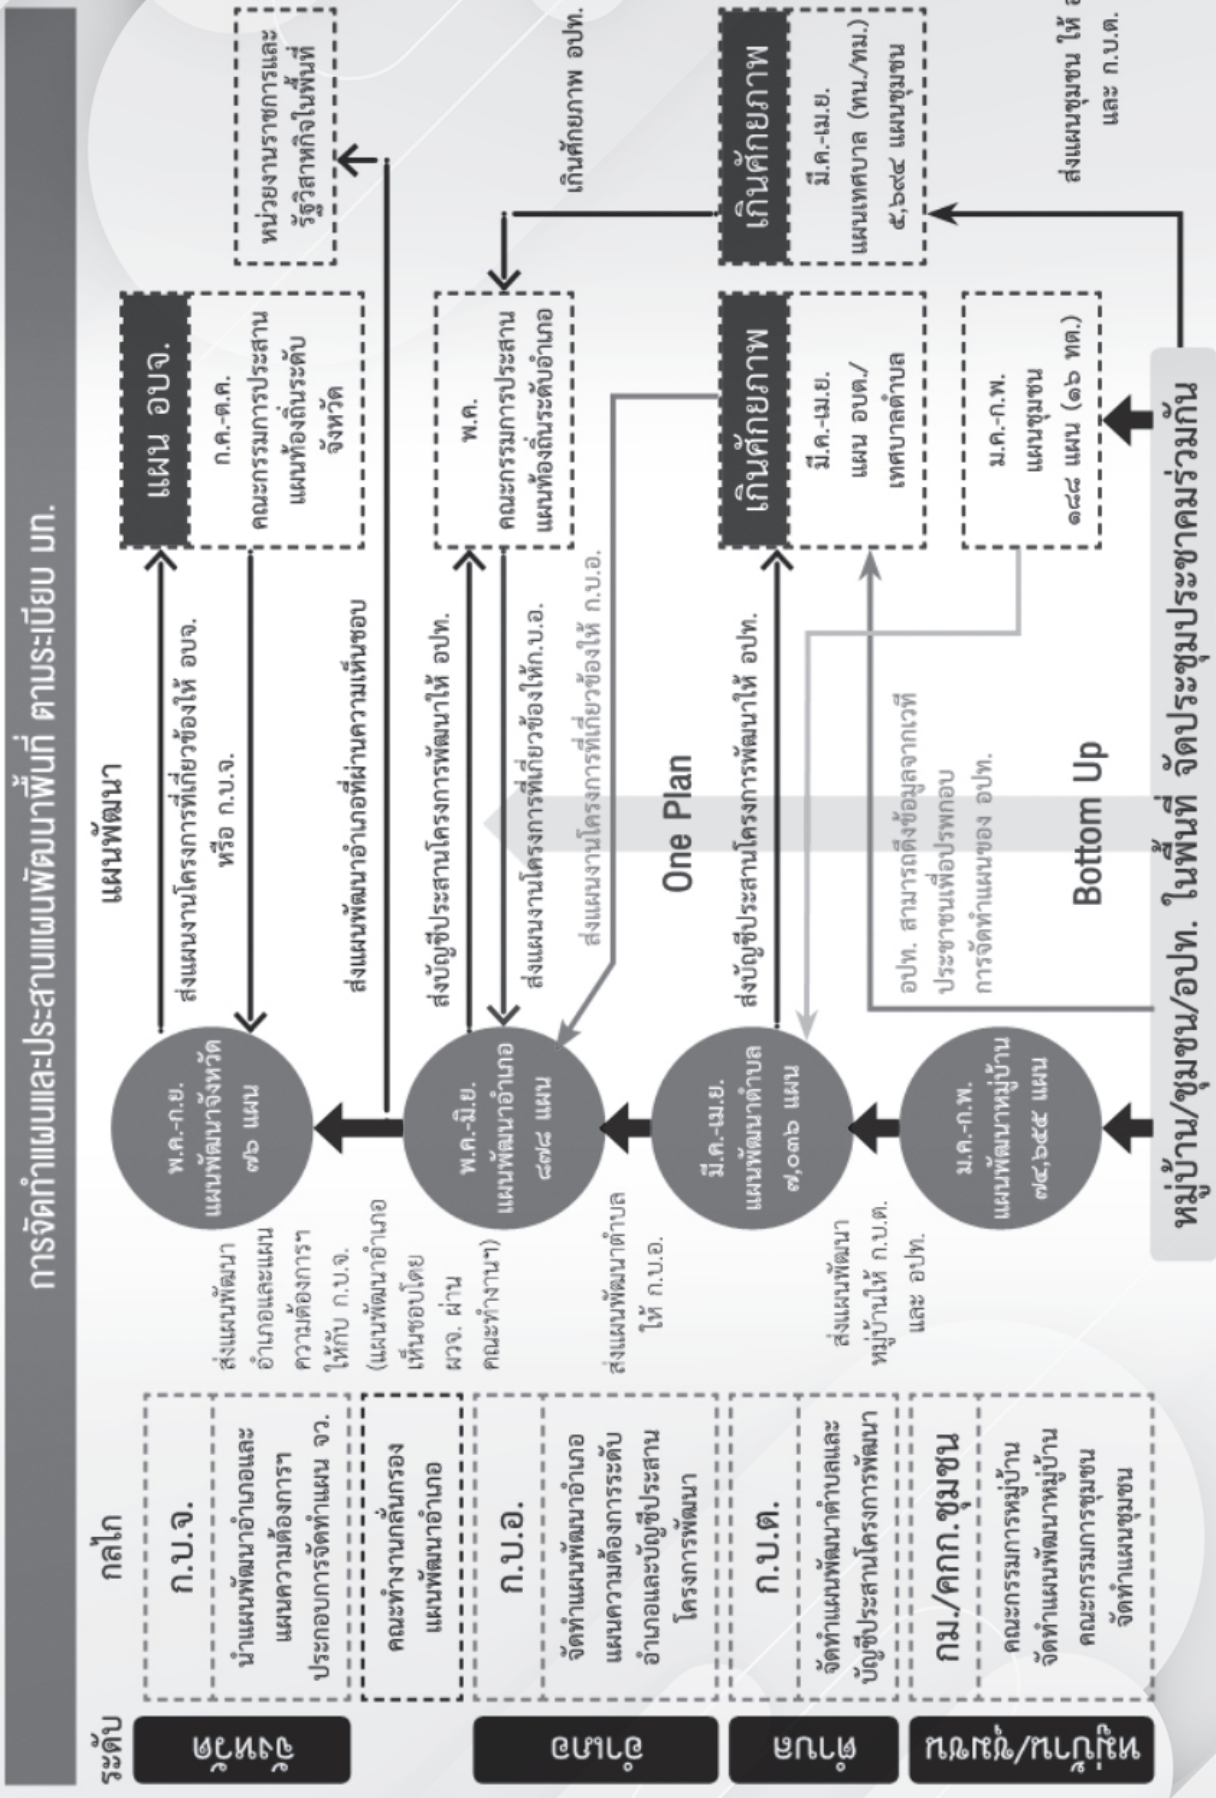 การจัดทำแผนและประสานแผนพัฒนาพื้นที่ ตามระเบียบ มท.
ระดับ
กลไก
แผนพัฒนา
จังหวัด
ก.บ.จ.
นำแผนพัฒนาอำเภอและ
แผนความต้องการฯ
ประกอบการจัดทำแผน จว.
คณะทำงานกลั่นกรอง
แผนพัฒนาอำเภอ
อำเภอ
ก.บ.อ.
จัดทำแผนพัฒนาอำเภอ
แผนความต้องการระดับ
อำเภอและบัญชีประสาน
โครงการพัฒนา
ตำบล
ก.บ.ต.
จัดทำแผนพัฒนาตำบลและ
บัญชีประสานโครงการพัฒนา
หมู่บ้าน/ชุมชน
กม./คกก.ชุมชน
คณะกรรมการหมู่บ้าน
จัดทำแผนพัฒนาหมู่บ้าน
คณะกรรมการชุมชน
จัดทำแผนชุมชน
ส่งแผนพัฒนา
อำเภอและแผน
ความต้องการฯ
ให้กับ ก.บ.จ.
(แผนพัฒนาอำเภอ
เห็นชอบโดย
ผวจ. ผ่าน
คณะทำงานฯ)
ส่งแผนพัฒนาตำบล
ให้ ก.บ.อ.
ส่งแผนพัฒนา
หมู่บ้านให้ ก.บ.ต.
และ อปท.
พ.ค.-ก.ย.
แผนพัฒนาจังหวัด
๗๖ แผน
พ.ค.-มิ.ย.
แผนพัฒนาอำเภอ
๘๗๘ แผน
มี.ค.-เม.ย.
แผนพัฒนาตำบล
๗,๐๓๖ แผน
ม.ค.-ก.พ.
แผนพัฒนาหมู่บ้าน
๗๔,๖๕๕ แผน
ส่งแผนงานโครงการที่เกี่ยวข้องให้ อบจ.
หรือ ก.บ.จ.
ส่งแผนพัฒนาอำเภอที่ผ่านความเห็นชอบ
ส่งบัญชีประสานโครงการพัฒนาให้ อปท.
ส่งแผนงานโครงการที่เกี่ยวข้องให้ก.บ.อ.
ส่งแผนงานโครงการที่เกี่ยวข้องให้ ก.บ.อ.
One Plan
ส่งบัญชีประสานโครงการพัฒนาให้ อปท.
อปท. สามารถดึงข้อมูลจากเวที
ประชาชนเพื่อปรพกอบ
การจัดทำแผนของ อปท.
Bottom Up
แผน อบจ.
ก.ค.-ต.ค.
คณะกรรมการประสาน
แผนท้องถิ่นระดับ
จังหวัด
พ.ค.
คณะกรรมการประสาน
แผนท้องถิ่นระดับอำเภอ
เกินศักยภาพ
มี.ค.-เม.ย.
แผน อบต./
เทศบาลตำบล
ม.ค.-ก.พ.
แผนชุมชน
๑๘๘ แผน (๑๖ ทต.)
หน่วยงานราชการและ
รัฐวิสาหกิจในพื้นที่
เกินศักยภาพ อปท.
เกินศักยภาพ
มี.ค.-เม.ย.
แผนเทศบาล (ทน./ทม.)
๕,๖๙๔ แผนชุมชน
ส่งแผนชุมชน ให้
และ ก.บ.ต.
หมู่บ้าน/ชุมชน/อปท. ในพื้นที่ จัดประชุมประชาคมร่วมกัน